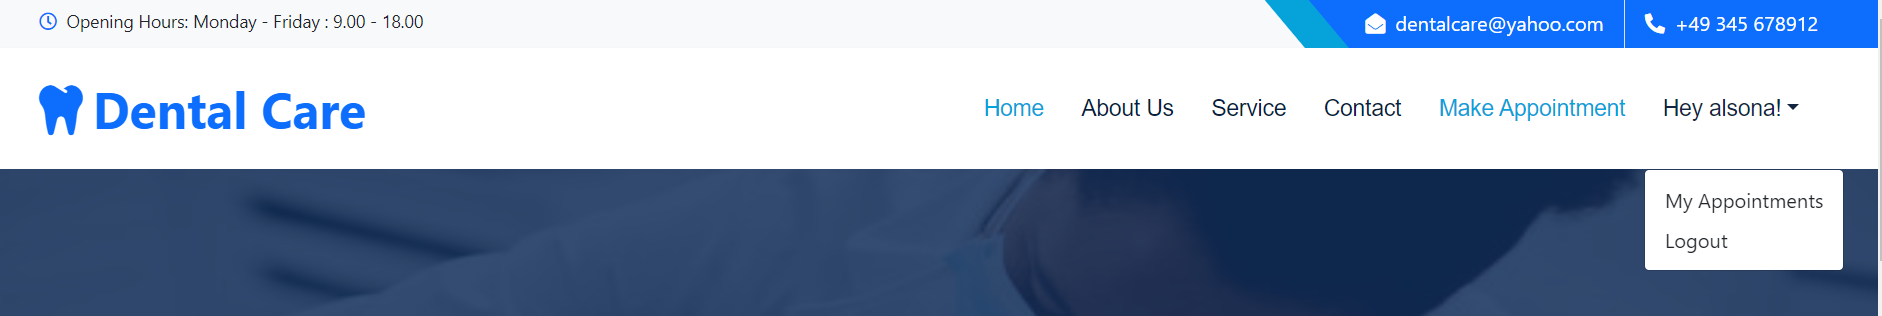 Opening Hours: Monday - Friday : 9.00 - 18.00
dentalcare@yahoo.com
+49 345 678912
Dental Care
Home
About Us
Service
Contact
Make Appointment
Hey alsona!
My Appointments
Logout